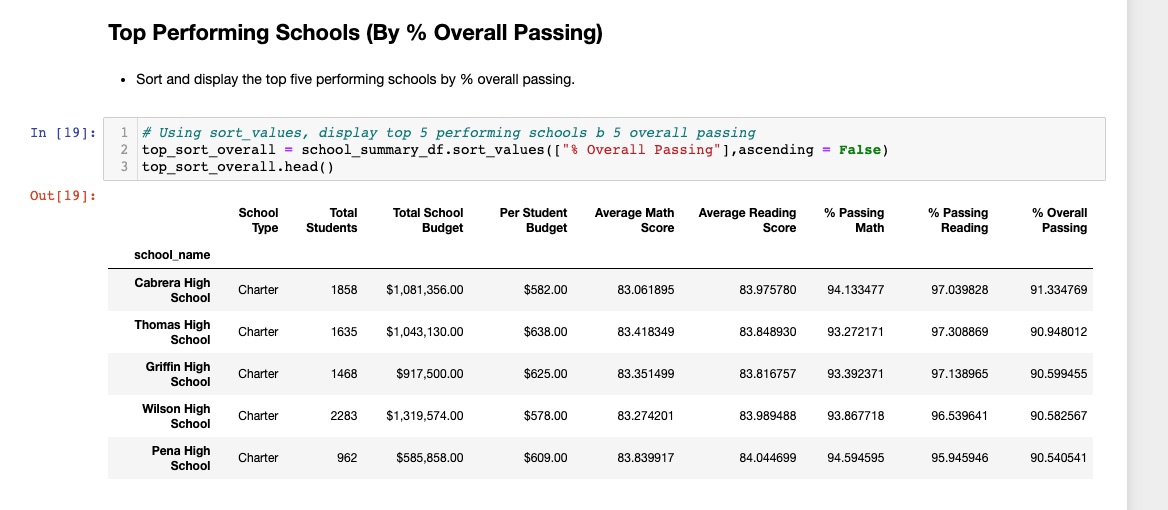 Top Performing Schools (By % Overall Passing)
• Sort and display the top five performing schools by % overall passing.
In [19]:
1 # Using sort_values, display top 5 performing schools b 5 overall passing
2 top_sort_overall = school_summary_df.sort_values(["% Overall Passing"],ascending = False)
3 top_sort_overall.head()
Out[19]:
School Total Total School Per Student Average Math Average Reading % Passing % Passing % Overall
Type Students Budget Budget Score Score Math Reading Passing
school_name
Cabrera High
School Charter 1858 $1,081,356.00 $582.00 83.061895 83.975780 94.133477 97.039828 91.334769
Thomas High
School Charter 1635 $1,043,130.00 $638.00 83.418349 83.848930 93.272171 97.308869 90.948012
Griffin High
School Charter 1468 $917,500.00 $625.00 83.351499 83.816757 93.392371 97.138965 90.599455
Wilson High
School Charter 2283 $1,319,574.00 $578.00 83.274201 83.989488 93.867718 96.539641 90.582567
Pena High
School Charter 962 $585,858.00 $609.00 83.839917 84.044699 94.594595 95.945946 90.540541